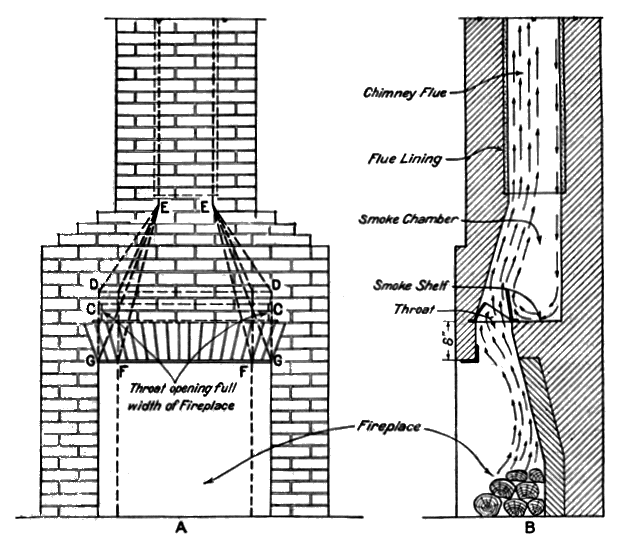 E E
D D
C C
G F F G
Throat opening full
width of Fireplace
A
Chimney Flue
Flue Lining
Smoke Chamber
Smoke Shelf
Throat
6"
Fireplace
B